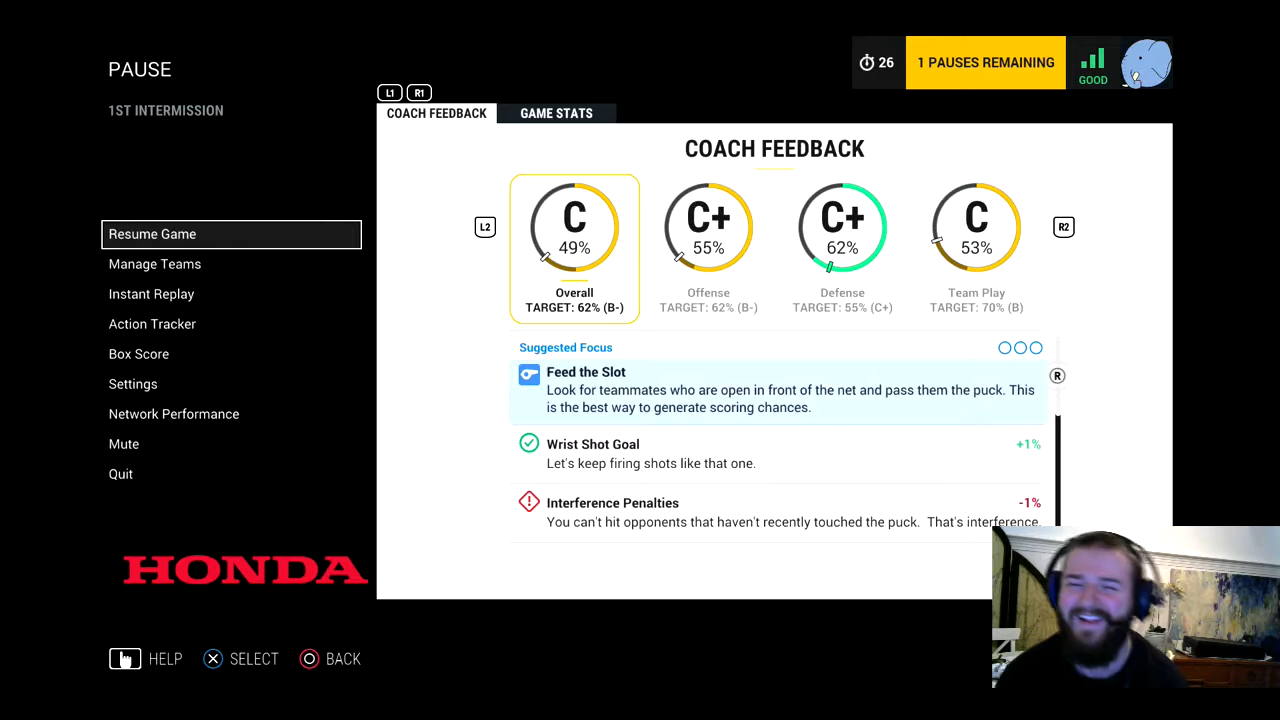 PAUSE
1ST INTERMISSION
26
1 PAUSES REMAINING
GOOD
L1 R1
COACH FEEDBACK
GAME STATS
COACH FEEDBACK
L2
C
49%
Overall
TARGET: 62% (B-)
C+
55%
Offense
TARGET: 62% (B-)
C+
62%
Defense
TARGET: 55% (C+)
C
53%
Team Play
TARGET: 70% (B)
R2
Resume Game
Manage Teams
Instant Replay
Action Tracker
Box Score
Settings
Network Performance
Mute
Quit
Suggested Focus
R
Feed the Slot
Look for teammates who are open in front of the net and pass them the puck. This
is the best way to generate scoring chances.
Wrist Shot Goal
+1%
Let's keep firing shots like that one.
Interference Penalties
-1%
You can't hit opponents that haven't recently touched the puck. That's interference.
HONDA
HELP
SELECT
BACK